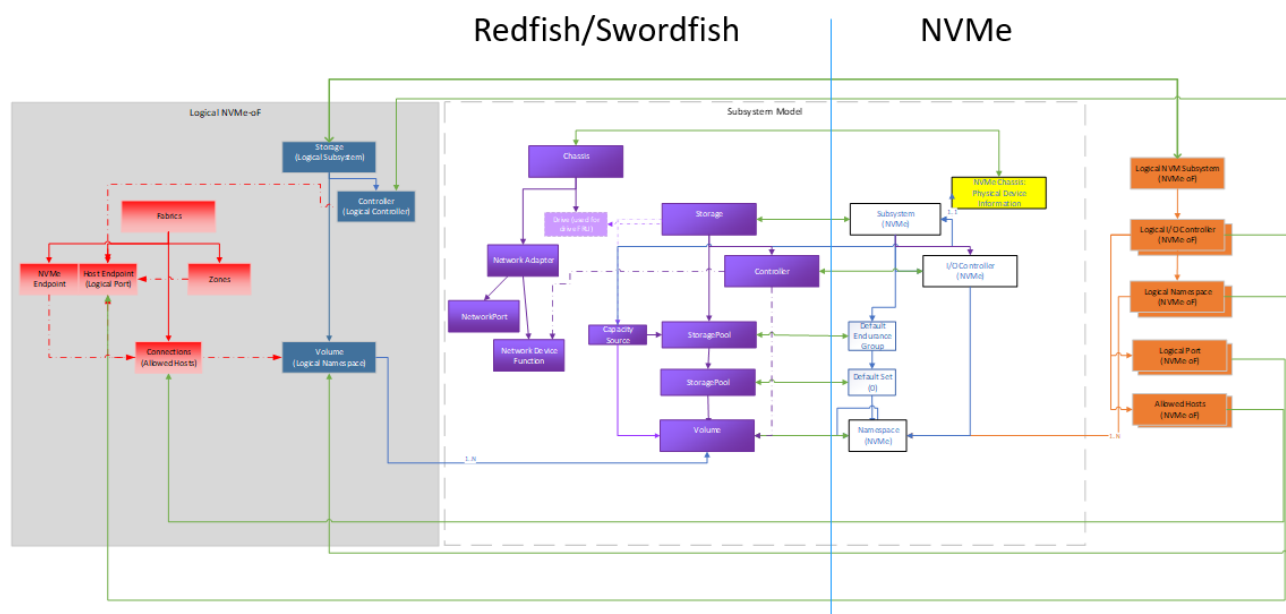 Redfish/Swordfish
NVMe
Logical NVMe-oF
Subsystem Model
Storage
(Logical Subsystem)
Controller
(Logical Controller)
Fabrics
NVMe
Endpoint
Host Endpoint
(Logical Port)
Zones
Connections
(Allowed Hosts)
Volume
(Logical Namespace)
1..N
Chassis
Drive (used for
drive FRU)
Network Adapter
NetworkPort
Network Device
Function
Storage
Controller
Capacity
Source
StoragePool
StoragePool
Volume
NVMe Chassis:
Physical Device
Information
1..1
Subsystem
(NVMe)
I/O Controller
(NVMe)
Default
Endurance
Group
Default Set
(0)
Namespace
(NVMe)
Logical NVM Subsystem
(NVMe-oF)
Logical I/O Controller
(NVMe-oF)
Logical Namespace
(NVMe-oF)
Logical Port
(NVMe-oF)
Allowed Hosts
(NVMe-oF)
1..N